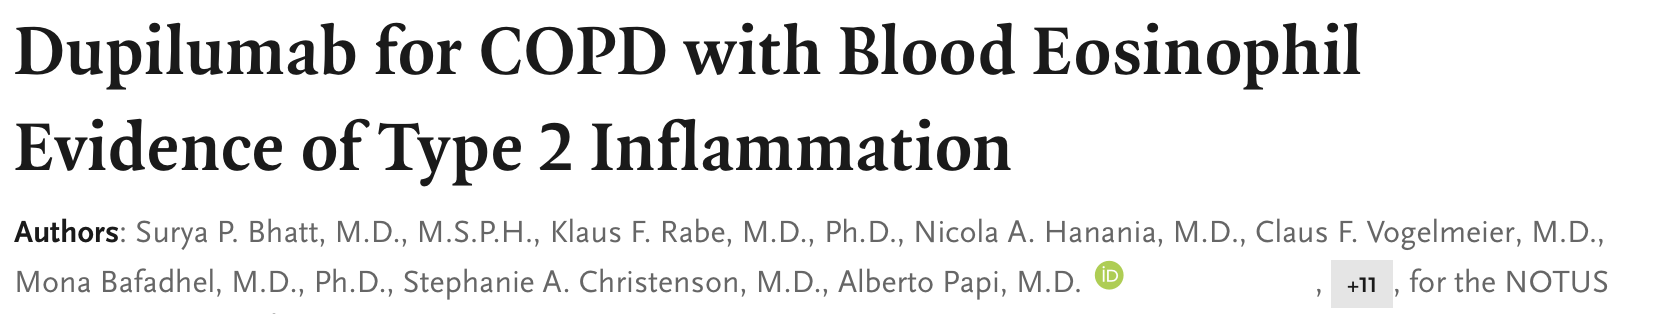 Dupilumab for COPD with Blood Eosinophil
Evidence of Type 2 Inflammation
Authors: Surya P. Bhatt, M.D., M.S.P.H., Klaus F. Rabe, M.D., Ph.D., Nicola A. Hanania, M.D., Claus F. Vogelmeier, M.D.,
Mona Bafadhel, M.D., Ph.D., Stephanie A. Christenson, M.D., Alberto Papi, M.D. iD , +11 , for the NOTUS